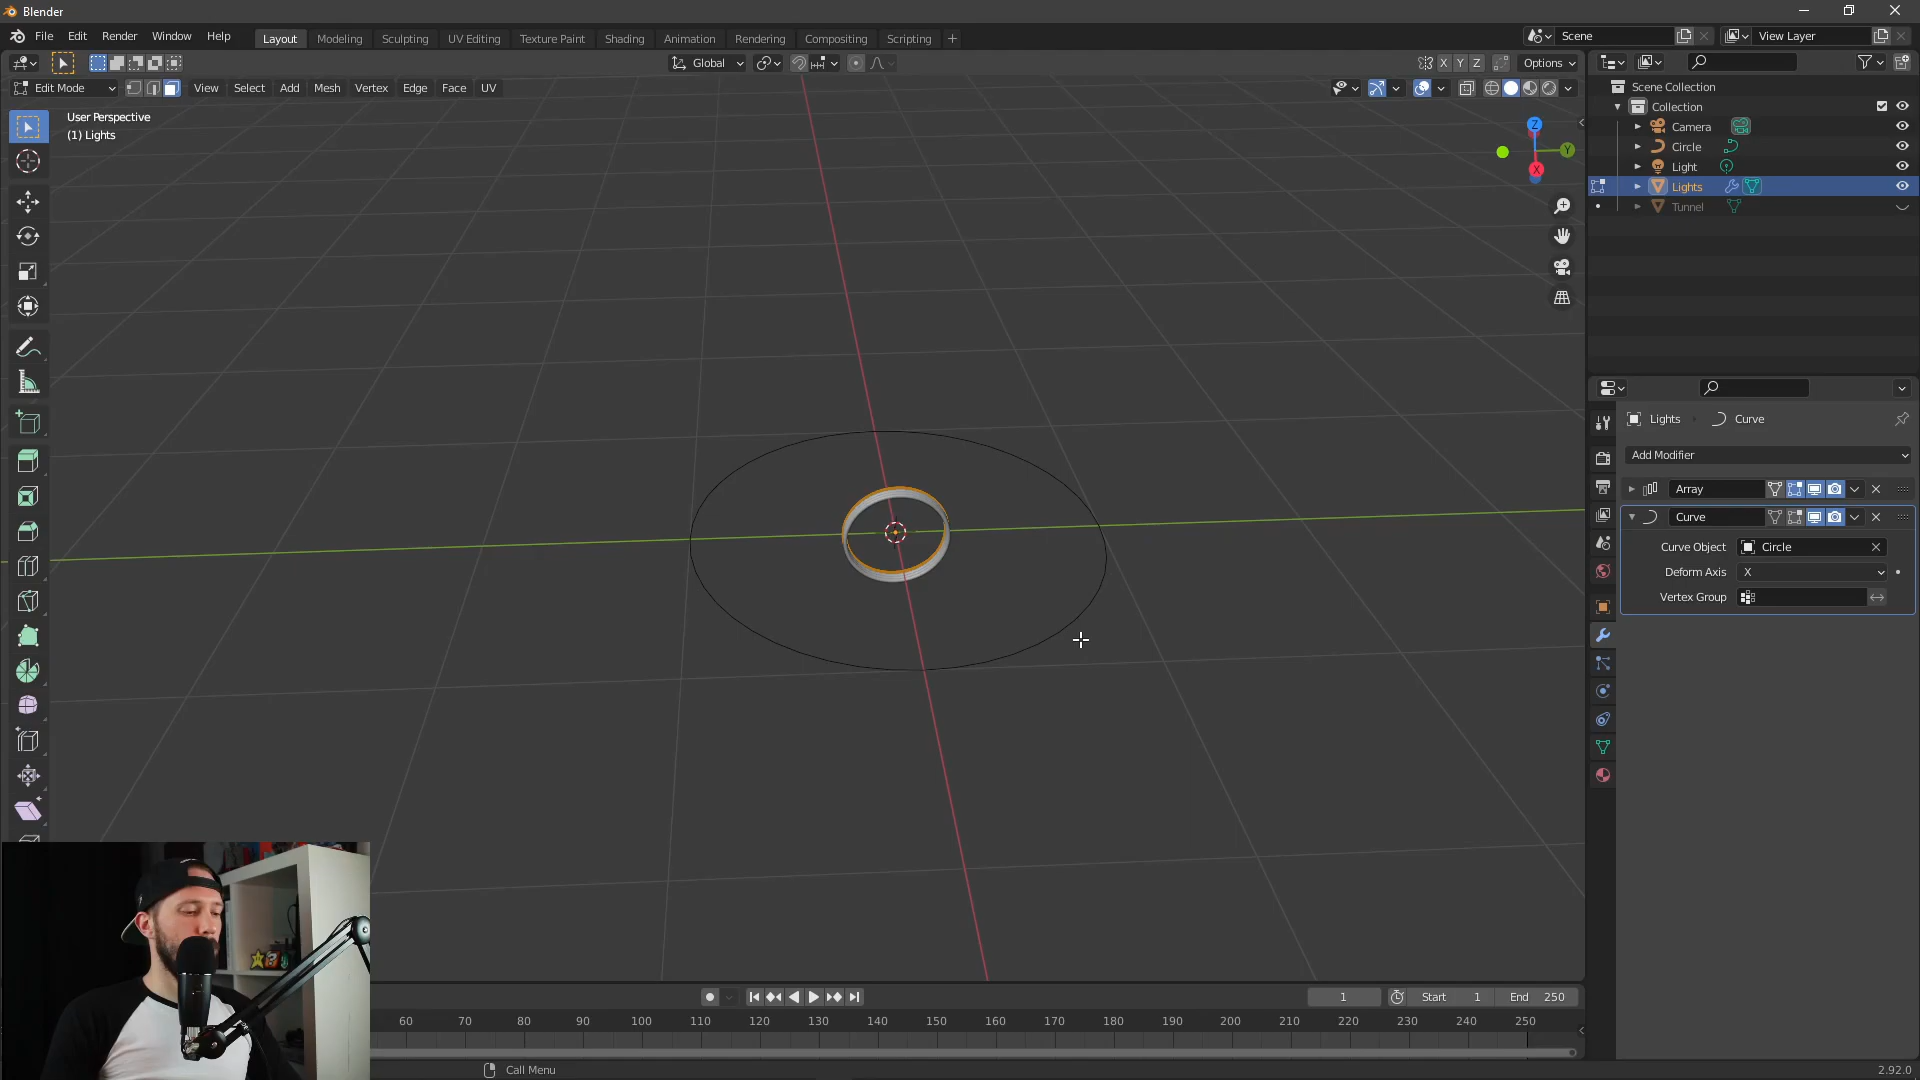 Blender
File Edit Render Window Help
Layout Modeling Sculpting UV Editing Texture Paint Shading Animation Rendering Compositing Scripting +
Scene
View Layer
Global
X Y Z
Options
Edit Mode
View Select Add Mesh Vertex Edge Face UV
User Perspective
(1) Lights
Z
Y
X
Scene Collection
Collection
Camera
Circle
Light
Lights
Tunnel
Lights
Curve
Add Modifier
Array
Curve
Curve Object
Circle
Deform Axis
X
Vertex Group
1
Start 1
End 250
60 70 80 90 100 110 120 130 140 150 160 170 180 190 200 210 220 230 240 250
Call Menu
2.92.0